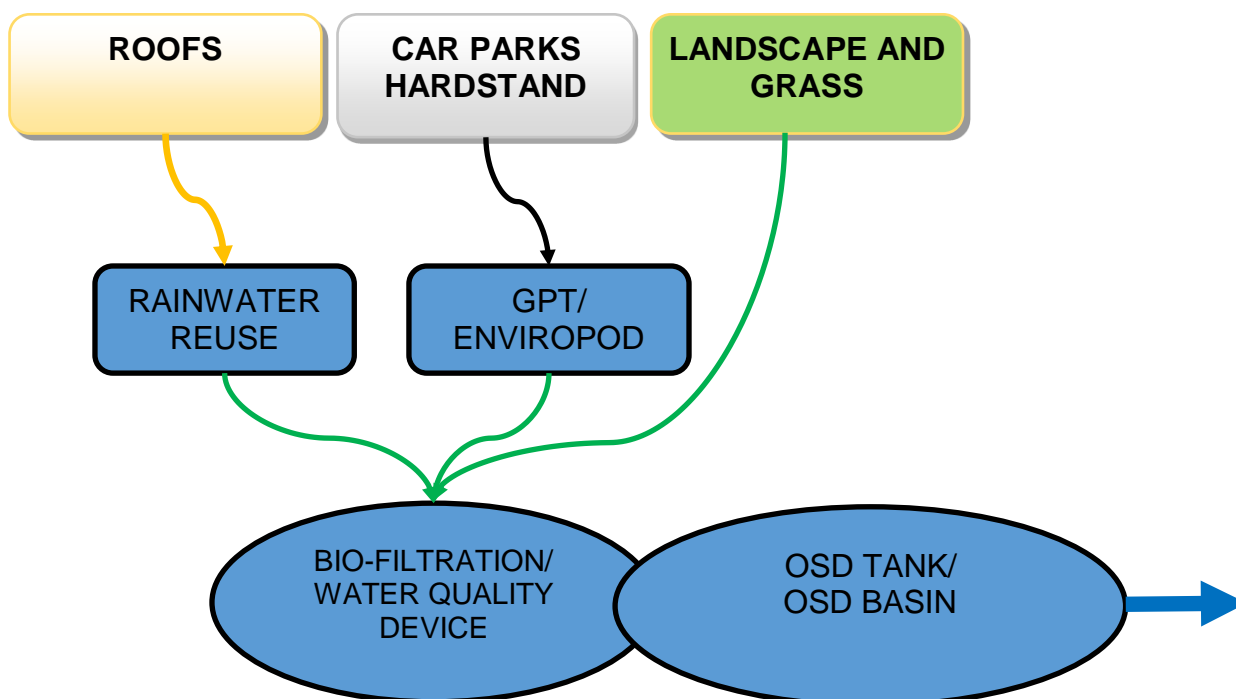 ROOFS
CAR PARKS
HARDSTAND
LANDSCAPE AND
GRASS
RAINWATER
REUSE
GPT/
ENVIROPOD
BIO-FILTRATION/
WATER QUALITY
DEVICE
OSD TANK/
OSD BASIN